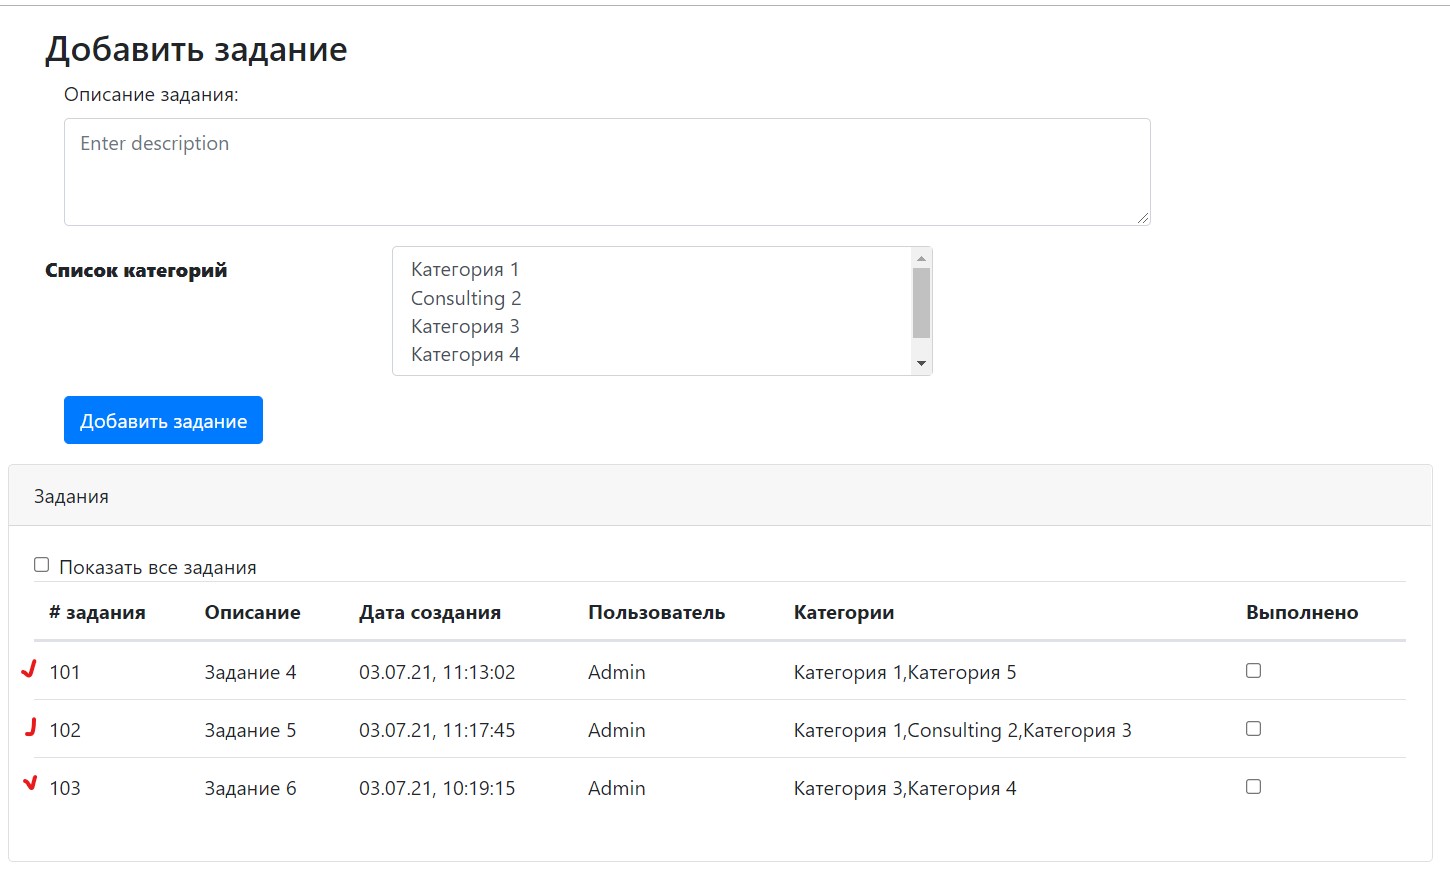 Добавить задание
Описание задания:
Enter description
Список категорий
Категория 1
Consulting 2
Категория 3
Категория 4
Добавить задание
Задания
Показать все задания
# задания Описание Дата создания Пользователь Категории Выполнено
101 Задание 4 03.07.21, 11:13:02 Admin Категория 1,Категория 5
102 Задание 5 03.07.21, 11:17:45 Admin Категория 1,Consulting 2,Категория 3
103 Задание 6 03.07.21, 10:19:15 Admin Категория 3,Категория 4